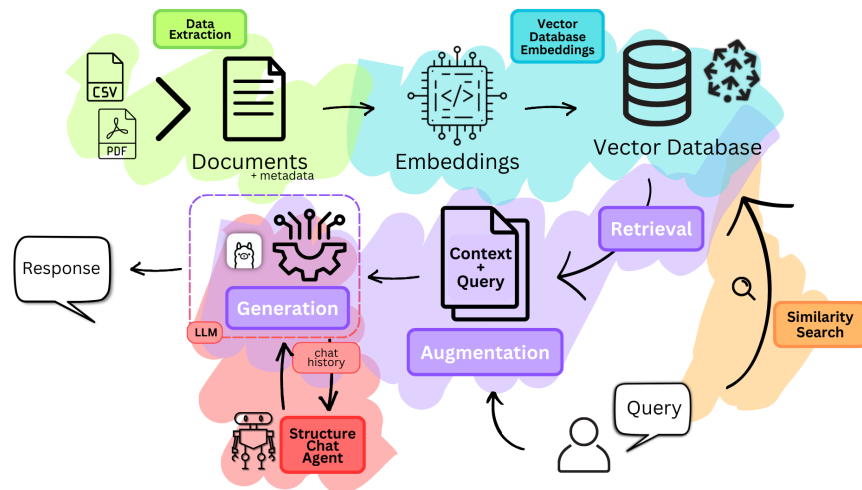 Data
Extraction
Vector
Database
Embeddings
CSV
PDF
Documents
+ metadata
</>
Embeddings
Vector Database
Retrieval
Context
+
Query
Response
Generation
LLM
Augmentation
Similarity
Search
chat
history
Query
Structure
Chat
Agent